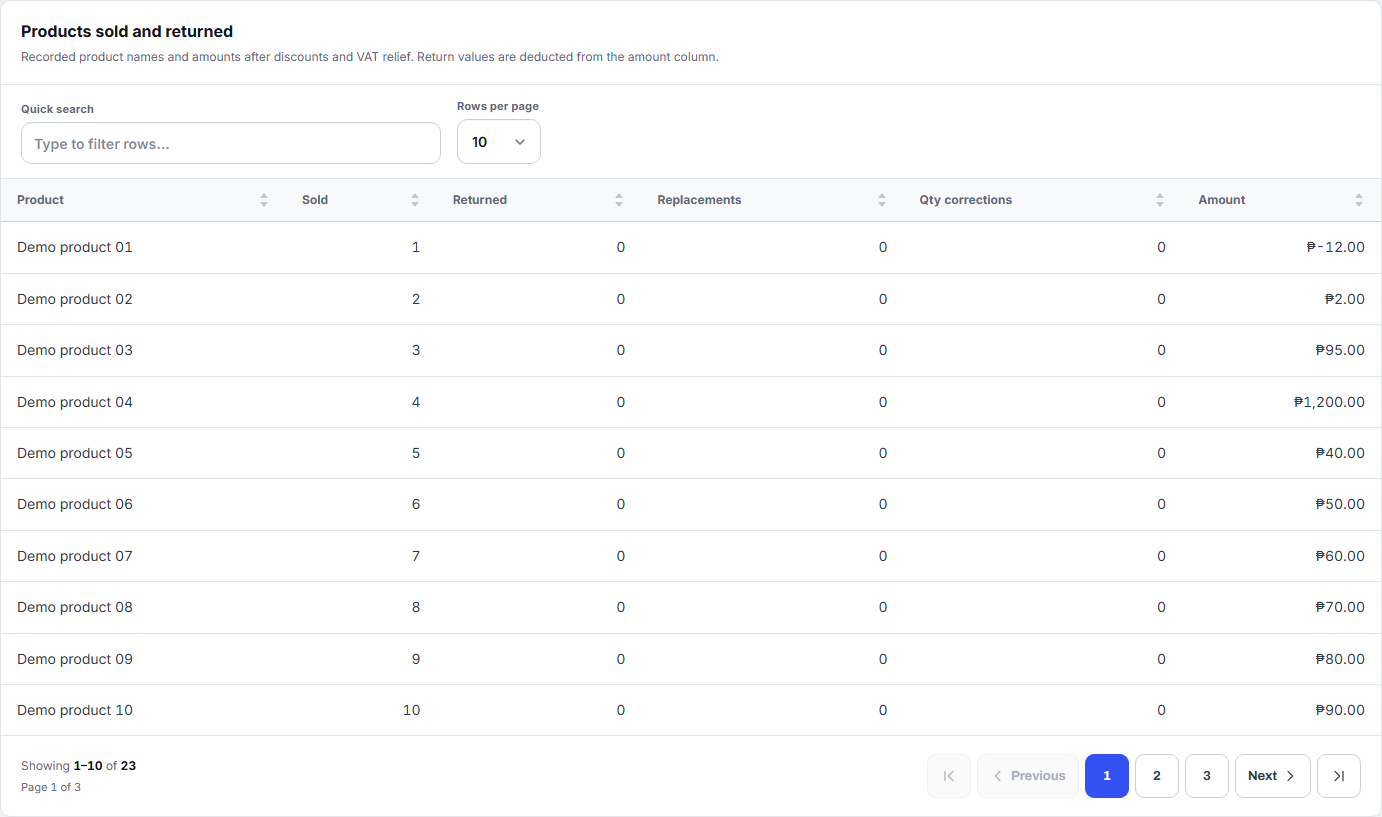 Products sold and returned
Recorded product names and amounts after discounts and VAT relief. Return values are deducted from the amount column.
Quick search
Rows per page
Type to filter rows...
10
Product Sold Returned Replacements Qty corrections Amount
Demo product 01 1 0 0 0 ₱-12.00
Demo product 02 2 0 0 0 ₱2.00
Demo product 03 3 0 0 0 ₱95.00
Demo product 04 4 0 0 0 ₱1,200.00
Demo product 05 5 0 0 0 ₱40.00
Demo product 06 6 0 0 0 ₱50.00
Demo product 07 7 0 0 0 ₱60.00
Demo product 08 8 0 0 0 ₱70.00
Demo product 09 9 0 0 0 ₱80.00
Demo product 10 10 0 0 0 ₱90.00
Showing 1–10 of 23
Page 1 of 3
Previous 1 2 3 Next